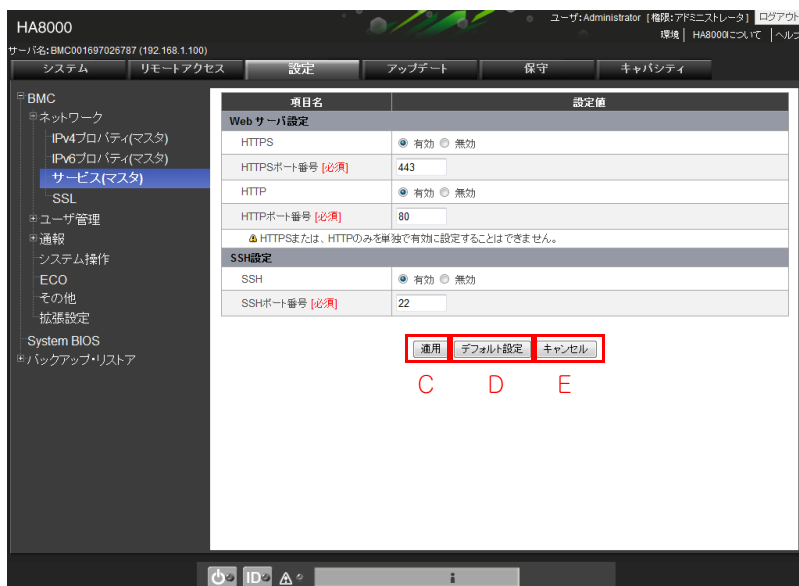 HA8000
ユーザ:Administrator [権限:アドミニストレータ] ログアウト
環境 | HA8000について | ヘルプ
サーバ名:BMC001697026787 (192.168.1.100)
システム リモートアクセス 設定 アップデート 保守 キャパシティ
BMC
ネットワーク
IPv4プロパティ(マスタ)
IPv6プロパティ(マスタ)
サービス(マスタ)
SSL
ユーザ管理
通報
システム操作
ECO
その他
拡張設定
System BIOS
バックアップ・リストア
項目名 設定値
Web サーバ設定
HTTPS 有効 無効
HTTPSポート番号 [必須] 443
HTTP 有効 無効
HTTPポート番号 [必須] 80
HTTPSまたは、HTTPのみを単独で有効に設定することはできません。
SSH設定
SSH 有効 無効
SSHポート番号 [必須] 22
適用 デフォルト設定 キャンセル
C D E
ID